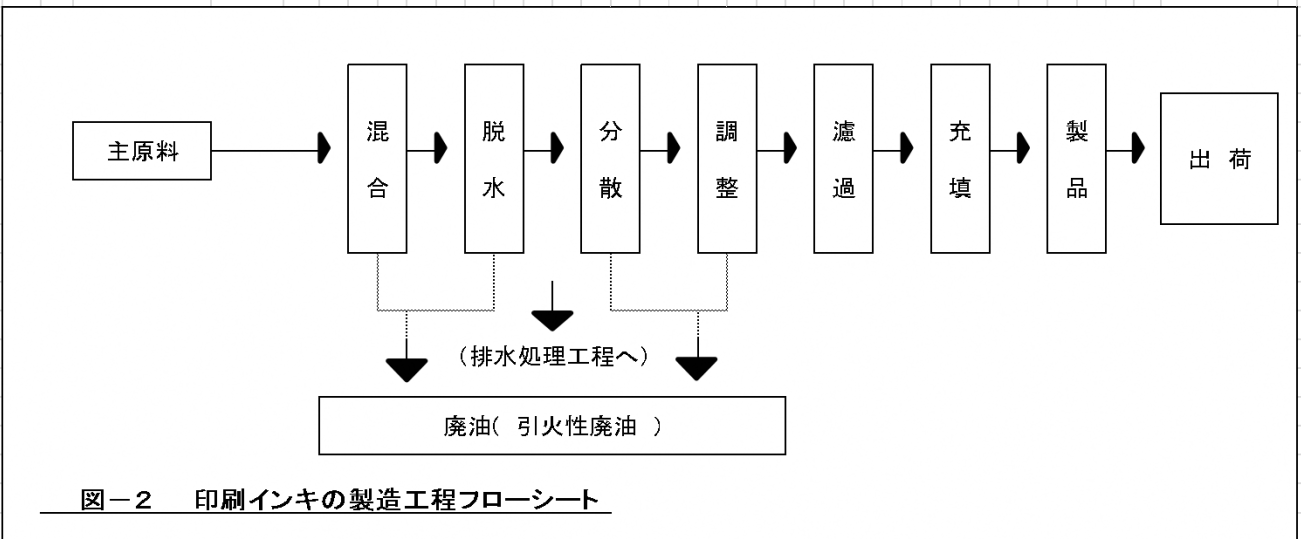 主原料
混合
脱水
分散
調整
濾過
充填
製品
出 荷
(排水処理工程へ)
廃油( 引火性廃油 )
図-2 印刷インキの製造工程フローシート